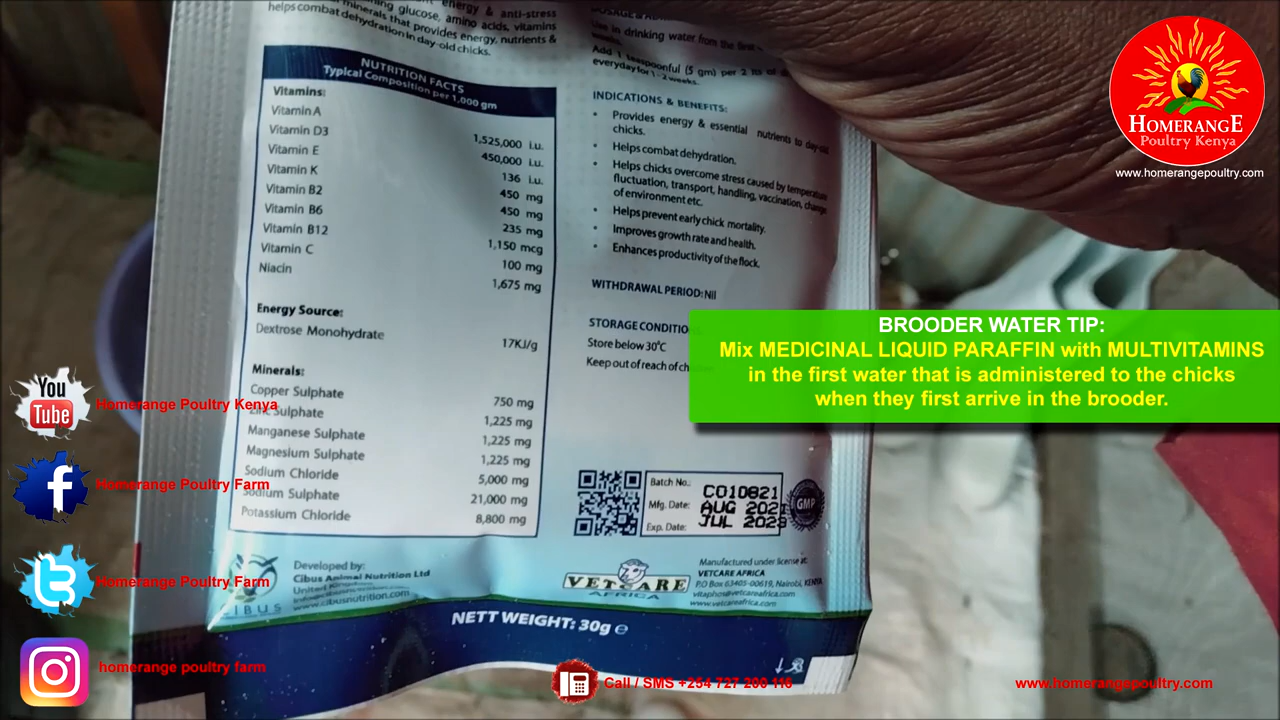 energy & anti-stress
glucose, amino acids, vitamins
minerals that provides energy, nutrients &
helps combat dehydration in day-old chicks.
NUTRITION FACTS
Typical Composition per 1,000 gm
Vitamins:
Vitamin A 1,525,000 i.u.
Vitamin D3 450,000 i.u.
Vitamin E 136 i.u.
Vitamin K 450 mg
Vitamin B2 450 mg
Vitamin B6 235 mg
Vitamin B12 1,150 mcg
Vitamin C 100 mg
Niacin 1,675 mg
Energy Source:
Dextrose Monohydrate 17KJ/g
Minerals:
Copper Sulphate 750 mg
Sulphate 1,225 mg
Manganese Sulphate 1,225 mg
Magnesium Sulphate 1,225 mg
Sodium Chloride 5,000 mg
Sodium Sulphate 21,000 mg
Potassium Chloride 8,800 mg
Developed by:
Cibus Animal Nutrition Ltd
United Kingdom
www.cibusnutrition.com
CIBUS
Use in drinking water from the first
weeks.
Add 1 teaspoonful (5 gm) per 2 lts of
everyday for 1 - 2 weeks.
INDICATIONS & BENEFITS:
• Provides energy & essential nutrients to day-old
chicks.
• Helps combat dehydration.
• Helps chicks overcome stress caused by temperature
fluctuation, transport, handling, vaccination, change
of environment etc.
• Helps prevent early chick mortality.
• Improves growth rate and health.
• Enhances productivity of the flock.
WITHDRAWAL PERIOD: Nil
STORAGE
Store below 30°C
Keep out of reach of
Batch No.: CO10821
Mfg. Date: AUG
Exp. Date: JUL
GMP
VETCARE
AFRICA
Manufactured under license at:
VETCARE AFRICA
P.O Box 63405-00619, Nairobi, KENYA
vitaphos@vetcareafrica.com
www.vetcareafrica.com
NETT WEIGHT: 30g e
HOMERANGE
Poultry Kenya
www.homerangepoultry.com
BROODER WATER TIP:
Mix MEDICINAL LIQUID PARAFFIN with MULTIVITAMINS
in the first water that is administered to the chicks
when they first arrive in the brooder.
You
Tube
Homerange Poultry Kenya
f
Homerange Poultry Farm
t
Homerange Poultry Farm
homerange poultry farm
Call / SMS +254 727 200 116
www.homerangepoultry.com